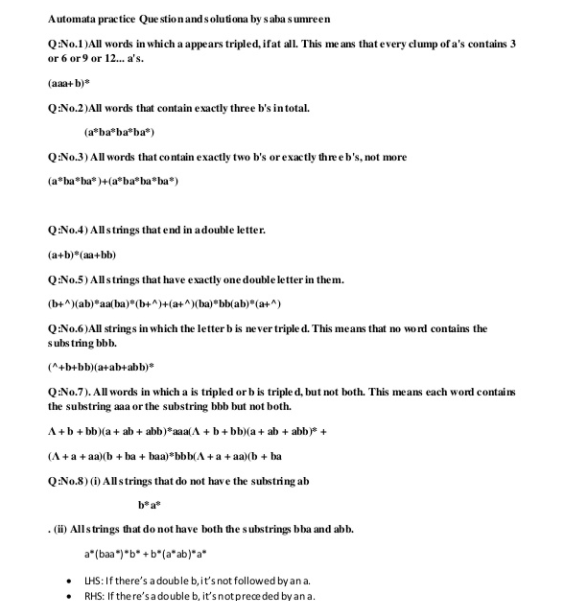 Automata practice Question and solutiona by saba sumreen
Q:No.1)All words in which a appears tripled, if at all. This means that every clump of a's contains 3
or 6 or 9 or 12... a's.
(aaa+b)*
Q:No.2)All words that contain exactly three b's in total.
(a*ba*ba*ba*)
Q:No.3) All words that contain exactly two b's or exactly three b's, not more
(a*ba*ba*)+(a*ba*ba*ba*)
Q:No.4) All strings that end in a double letter.
(a+b)*(aa+bb)
Q:No.5) All strings that have exactly one double letter in them.
(b+^)(ab)*aa(ba)*(b+^)+(a+^)(ba)*bb(ab)*(a+^)
Q:No.6)All strings in which the letter b is never tripled. This means that no word contains the
substring bbb.
(^+b+bb)(a+ab+abb)*
Q:No.7). All words in which a is tripled or b is tripled, but not both. This means each word contains
the substring aaa or the substring bbb but not both.
Λ + b + bb)(a + ab + abb)*aaa(Λ + b + bb)(a + ab + abb)* +
(Λ + a + aa)(b + ba + baa)*bbb(Λ + a + aa)(b + ba
Q:No.8) (i) All strings that do not have the substring ab
b*a*
. (ii) All strings that do not have both the substrings bba and abb.
a*(baa*)*b* + b*(a*ab)*a*
• LHS: If there's a double b, it's not followed by an a.
• RHS: If there's a double b, it's not preceded by an a.